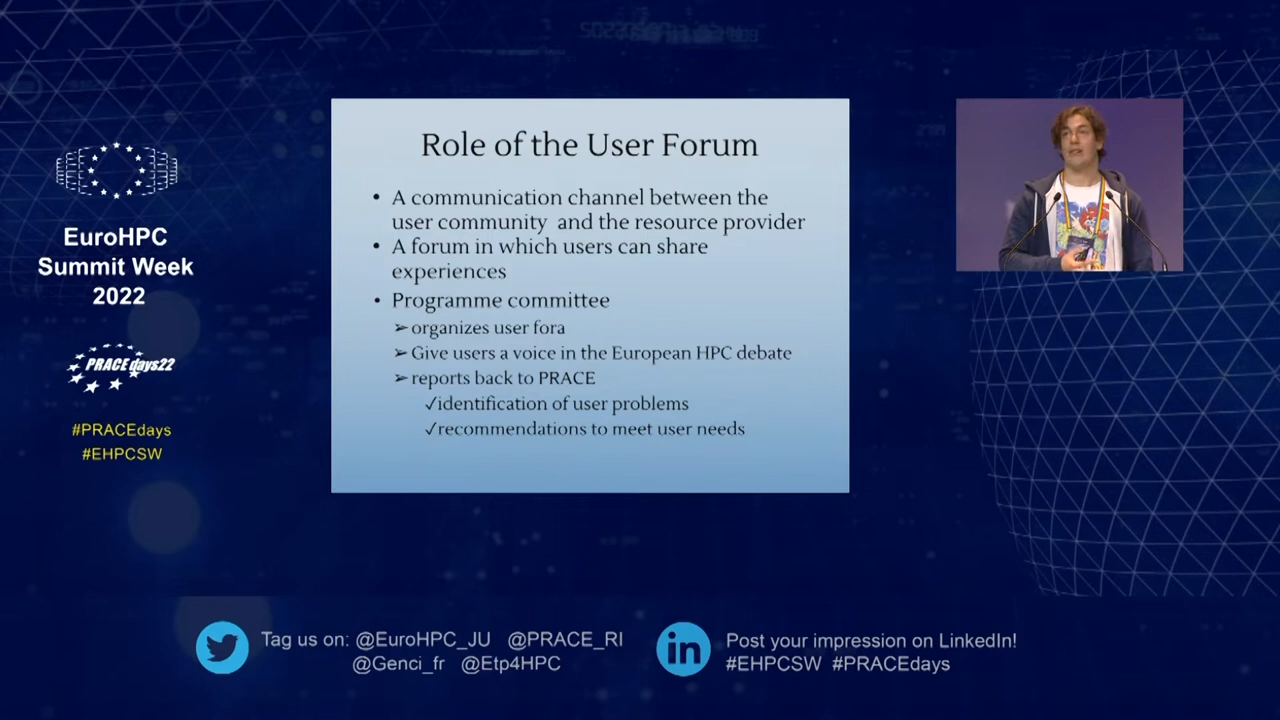 EuroHPC
Summit Week
2022
PRACEdays22
#PRACEdays
#EHPCSW
Role of the User Forum
• A communication channel between the
user community and the resource provider
• A forum in which users can share
experiences
• Programme committee
➢organizes user fora
➢Give users a voice in the European HPC debate
➢reports back to PRACE
✓identification of user problems
✓recommendations to meet user needs
Tag us on: @EuroHPC_JU @PRACE_RI
@Genci_fr @Etp4HPC
in
Post your impression on LinkedIn!
#EHPCSW #PRACEdays